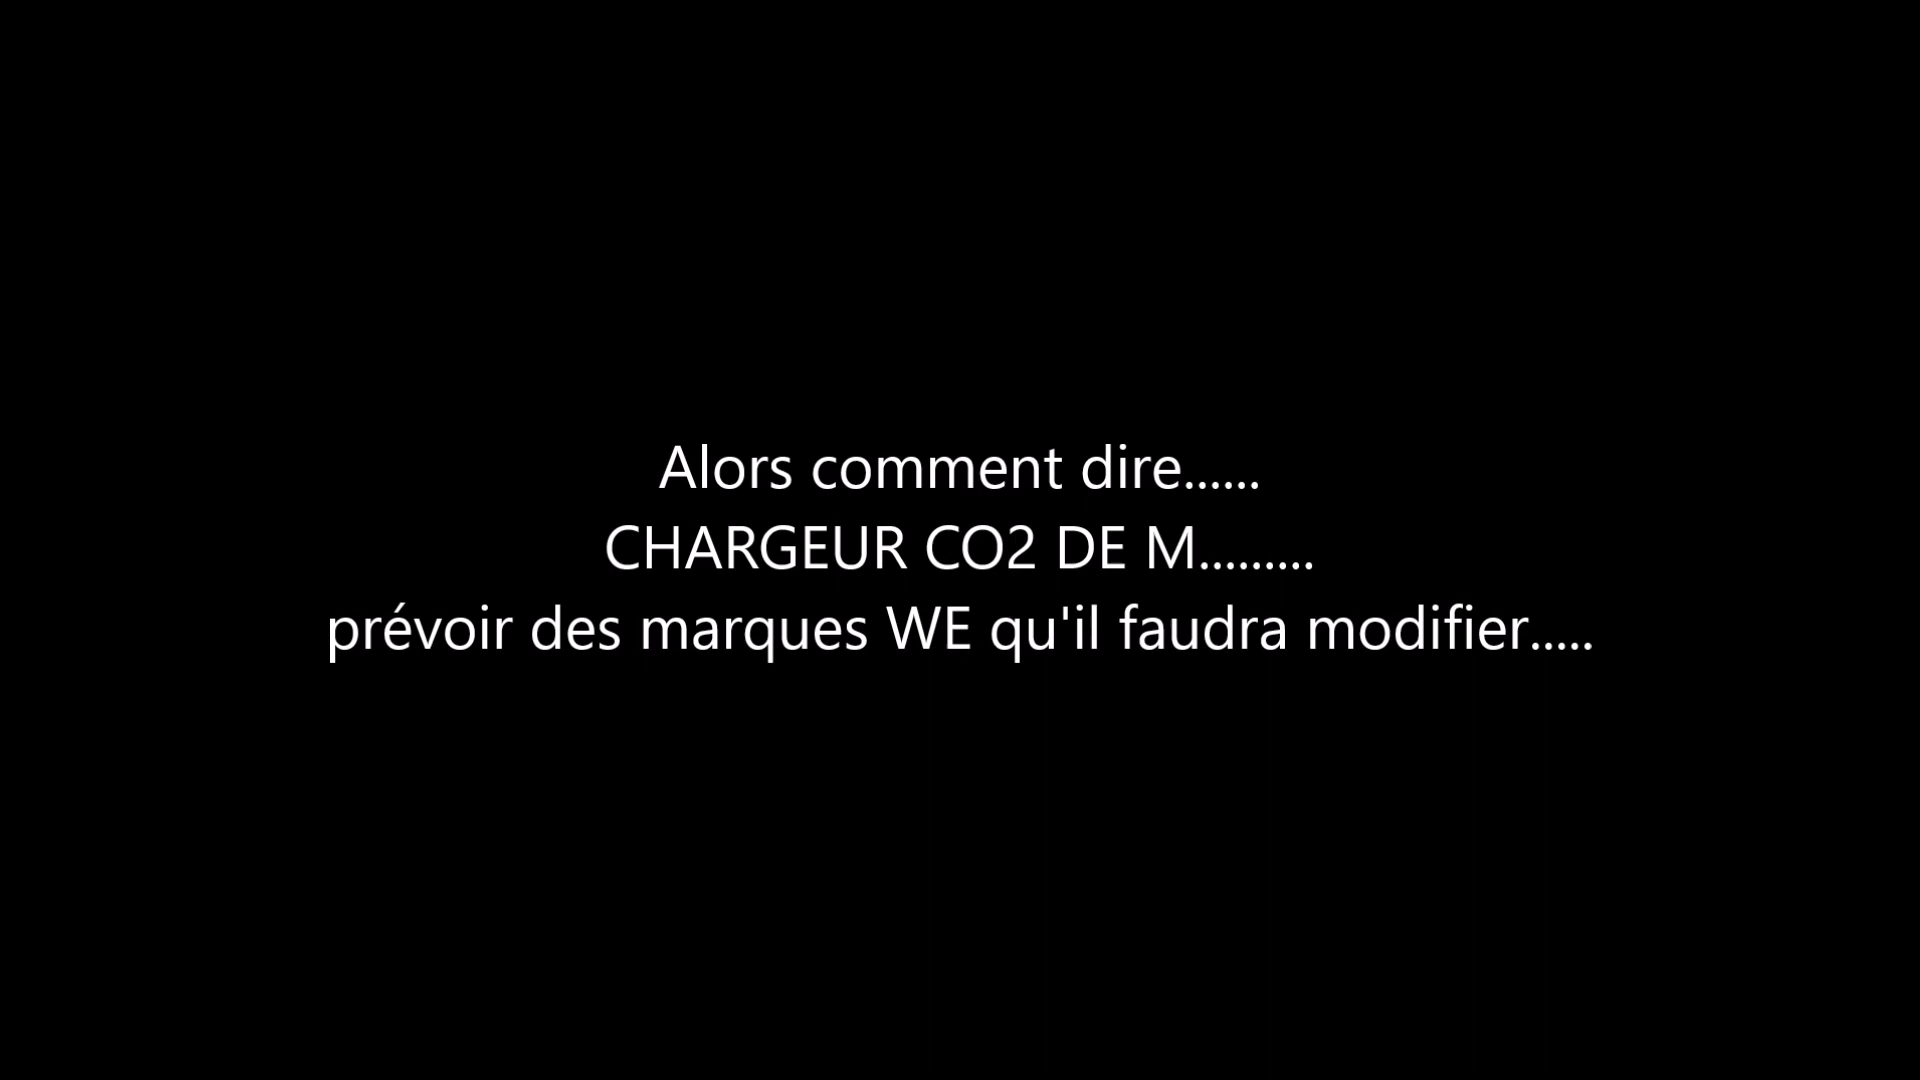 Alors comment dire......
CHARGEUR CO2 DE M.........
prévoir des marques WE qu'il faudra modifier.....